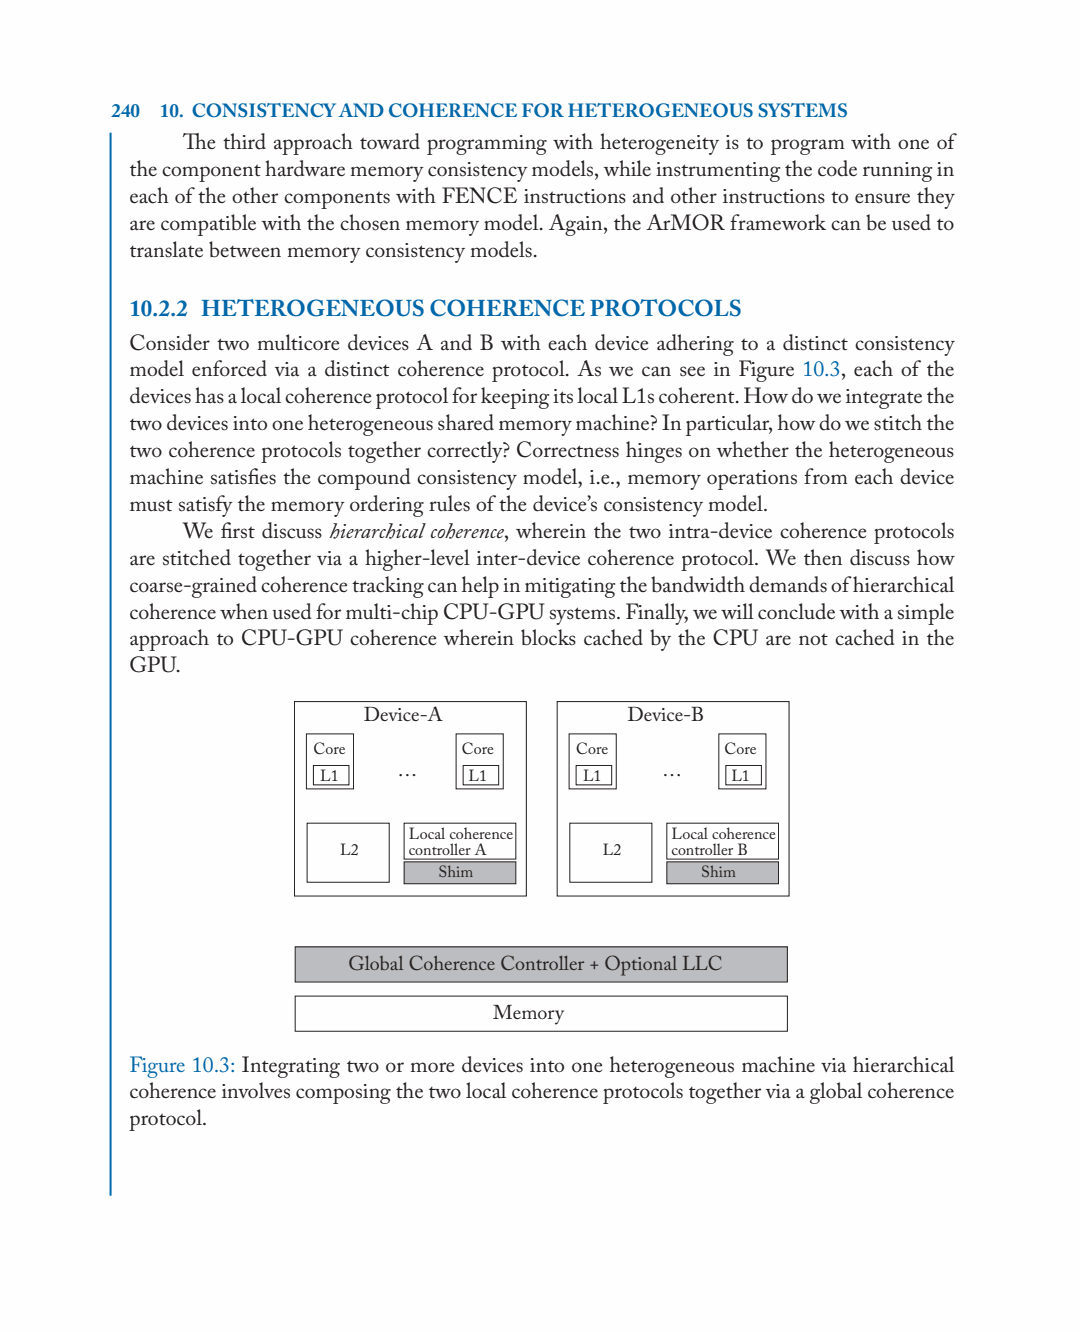 240 10. CONSISTENCY AND COHERENCE FOR HETEROGENEOUS SYSTEMS
The third approach toward programming with heterogeneity is to program with one of
the component hardware memory consistency models, while instrumenting the code running in
each of the other components with FENCE instructions and other instructions to ensure they
are compatible with the chosen memory model. Again, the ArMOR framework can be used to
translate between memory consistency models.
10.2.2 HETEROGENEOUS COHERENCE PROTOCOLS
Consider two multicore devices A and B with each device adhering to a distinct consistency
model enforced via a distinct coherence protocol. As we can see in Figure 10.3, each of the
devices has a local coherence protocol for keeping its local L1s coherent. How do we integrate the
two devices into one heterogeneous shared memory machine? In particular, how do we stitch the
two coherence protocols together correctly? Correctness hinges on whether the heterogeneous
machine satisfies the compound consistency model, i.e., memory operations from each device
must satisfy the memory ordering rules of the device's consistency model.
We first discuss hierarchical coherence, wherein the two intra-device coherence protocols
are stitched together via a higher-level inter-device coherence protocol. We then discuss how
coarse-grained coherence tracking can help in mitigating the bandwidth demands of hierarchical
coherence when used for multi-chip CPU-GPU systems. Finally, we will conclude with a simple
approach to CPU-GPU coherence wherein blocks cached by the CPU are not cached in the
GPU.
Device-A
Core
L1
...
Core
L1
L2
Local coherence
controller A
Shim
Device-B
Core
L1
...
Core
L1
L2
Local coherence
controller B
Shim
Global Coherence Controller + Optional LLC
Memory
Figure 10.3: Integrating two or more devices into one heterogeneous machine via hierarchical
coherence involves composing the two local coherence protocols together via a global coherence
protocol.